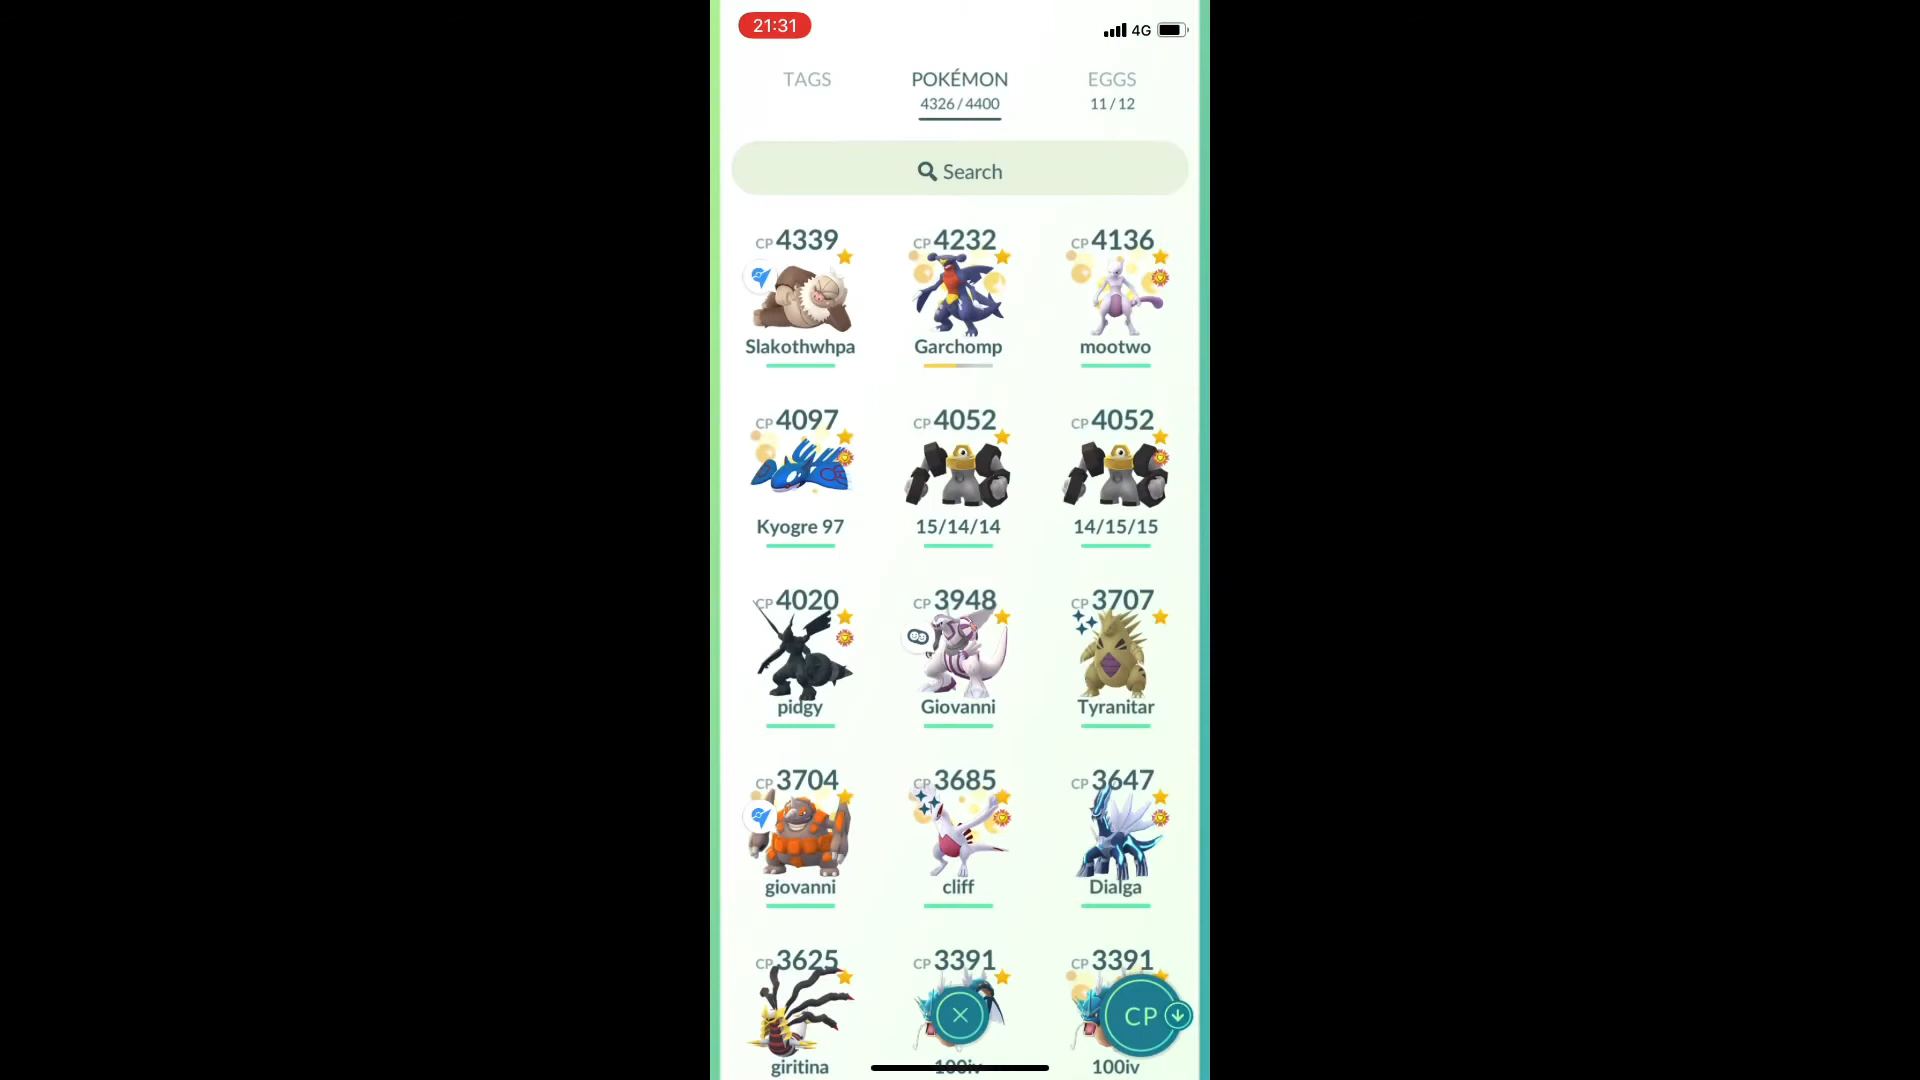 21:31
4G
TAGS
POKÉMON
EGGS
4326 / 4400
11 / 12
Search
CP 4339
CP 4232
CP 4136
Slakothwhpa
Garchomp
mootwo
CP 4097
CP 4052
CP 4052
Kyogre 97
15/14/14
14/15/15
CP 4020
CP 3948
CP 3707
pidgy
Giovanni
Tyranitar
CP 3704
CP 3685
CP 3647
giovanni
cliff
Dialga
CP 3625
CP 3391
CP 3391
CP
giritina
100iv
100iv